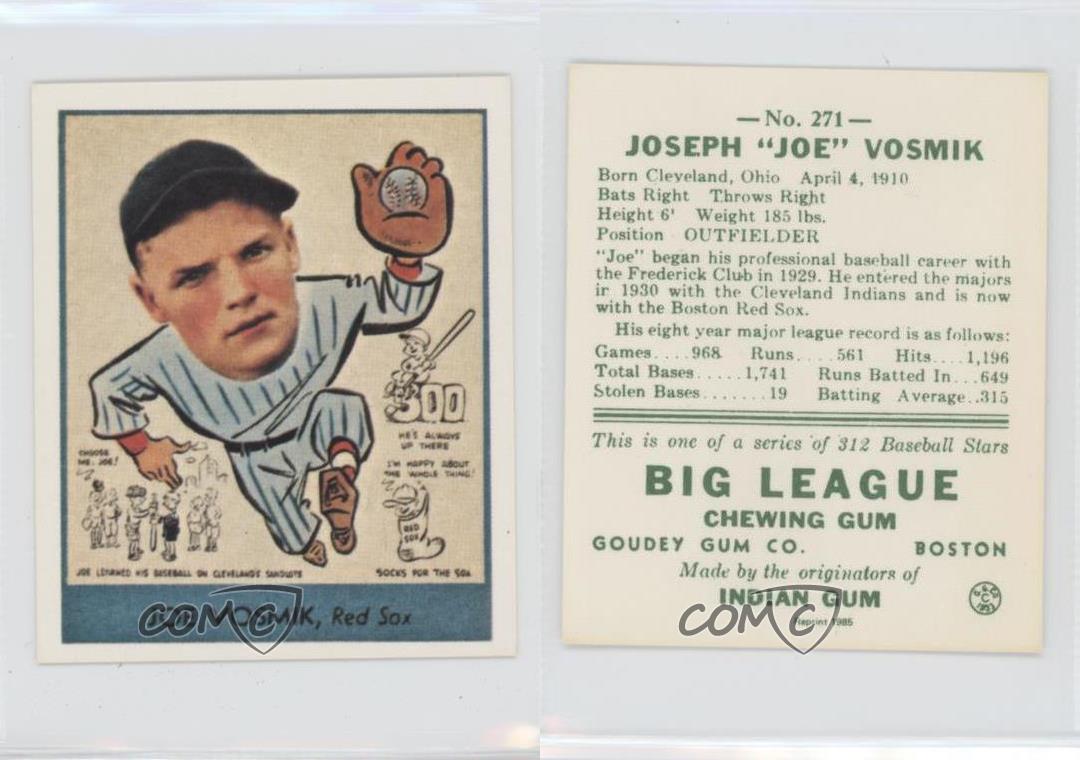 CHOOSE
ME, JOE!
300
HE'S ALWAYS
UP THERE
I'M HAPPY ABOUT
THE WHOLE THING!
RED
SOX
JOE LEARNED HIS BASEBALL ON CLEVELAND'S SANDLOTS
SOCKS FOR THE SOX
JOE VOSMIK, Red Sox
COMC
— No. 271 —
JOSEPH "JOE" VOSMIK
Born Cleveland, Ohio April 4, 1910
Bats Right Throws Right
Height 6' Weight 185 lbs.
Position OUTFIELDER
"Joe" began his professional baseball career with
the Frederick Club in 1929. He entered the majors
ir 1930 with the Cleveland Indians and is now
with the Boston Red Sox.
His eight year major league record is as follows:
Games....968 Runs....561 Hits....1,196
Total Bases.....1,741 Runs Batted In...649
Stolen Bases.......19 Batting Average..315
This is one of a series of 312 Baseball Stars
BIG LEAGUE
CHEWING GUM
GOUDEY GUM CO. BOSTON
Made by the originators of
INDIAN GUM
Reprint 1985
COMC